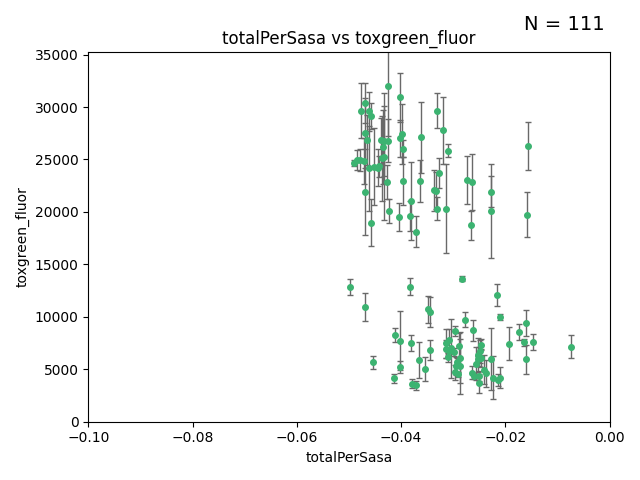 N = 111
totalPerSasa vs toxgreen_fluor
toxgreen_fluor
35000
30000
25000
20000
15000
10000
5000
0
−0.10 −0.08 −0.06 −0.04 −0.02 0.00
totalPerSasa